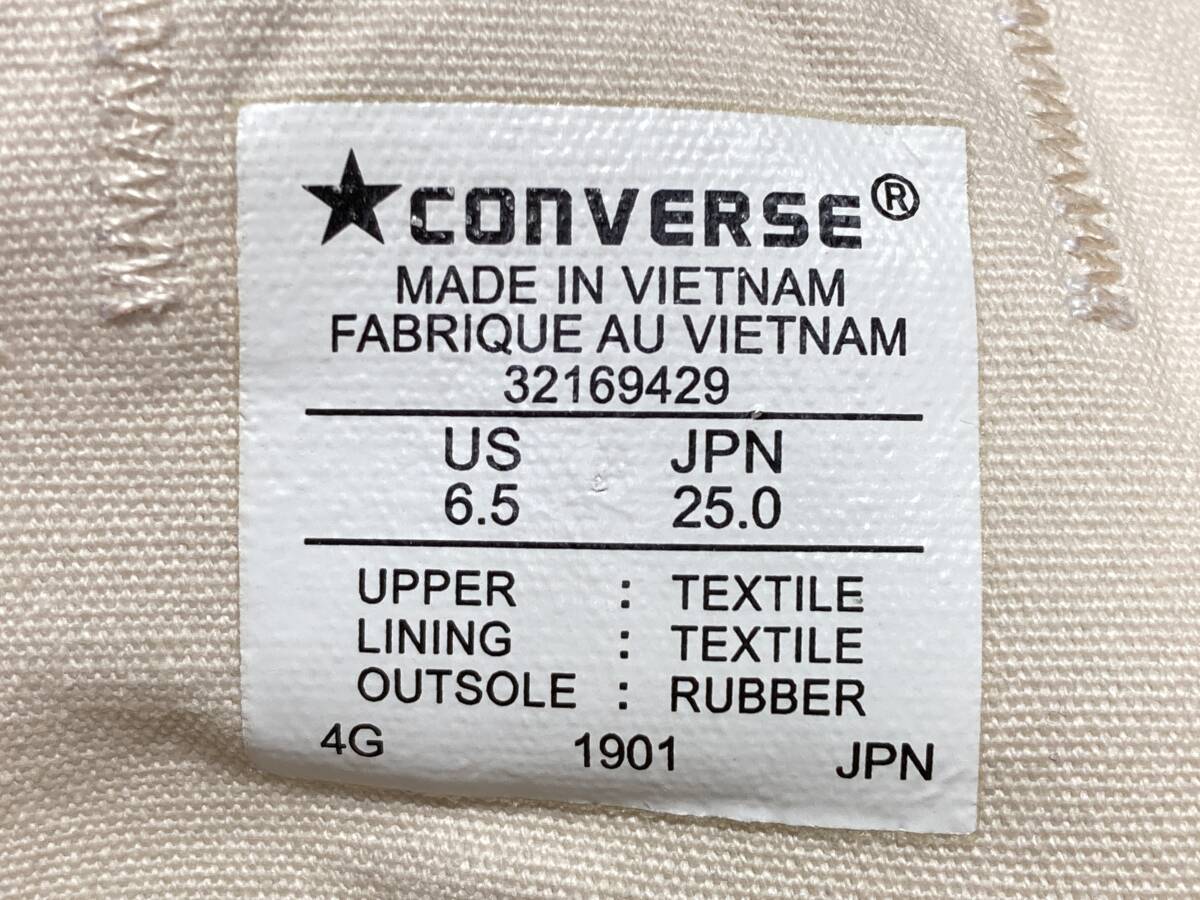 ★CONVERSE®
MADE IN VIETNAM
FABRIQUE AU VIETNAM
32169429
US JPN
6.5 25.0
UPPER : TEXTILE
LINING : TEXTILE
OUTSOLE : RUBBER
4G 1901 JPN